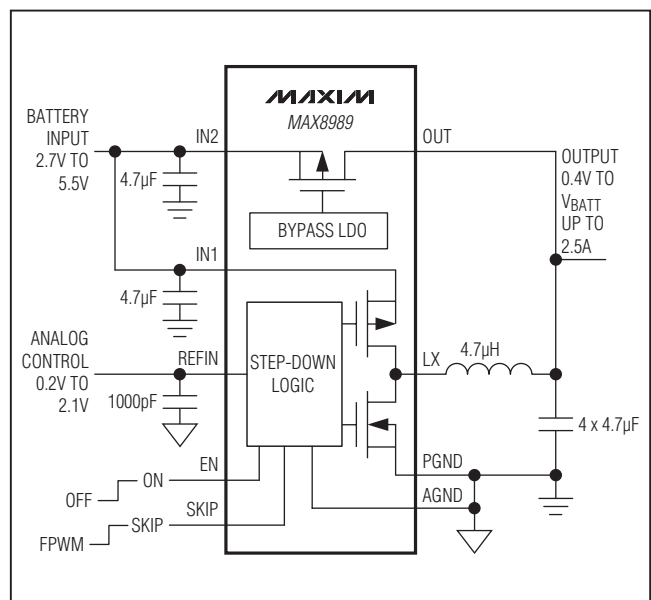 MAXIM
MAX8989
BATTERY
INPUT
2.7V TO
5.5V
IN2
4.7µF
OUT
OUTPUT
0.4V TO
VBATT
UP TO
2.5A
BYPASS LDO
IN1
4.7µF
ANALOG
CONTROL
0.2V TO
2.1V
REFIN
1000pF
STEP-DOWN
LOGIC
LX
4.7µH
4 x 4.7µF
PGND
AGND
EN
ON
OFF
SKIP
SKIP
FPWM